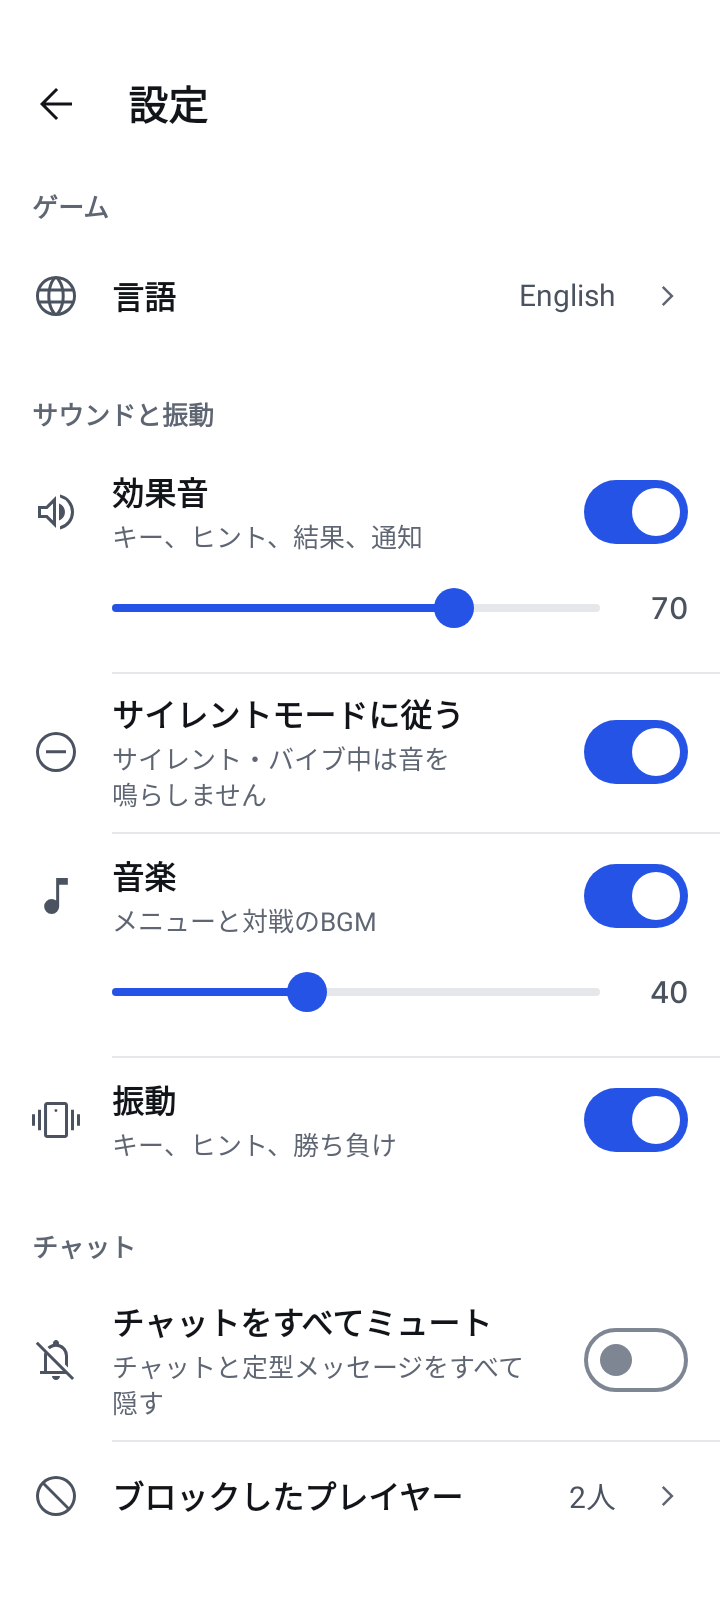 設定
ゲーム
言語
English
サウンドと振動
効果音
キー、ヒント、結果、通知
70
サイレントモードに従う
サイレント・バイブ中は音を
鳴らしません
音楽
メニューと対戦のBGM
40
振動
キー、ヒント、勝ち負け
チャット
チャットをすべてミュート
チャットと定型メッセージをすべて
隠す
ブロックしたプレイヤー
2人